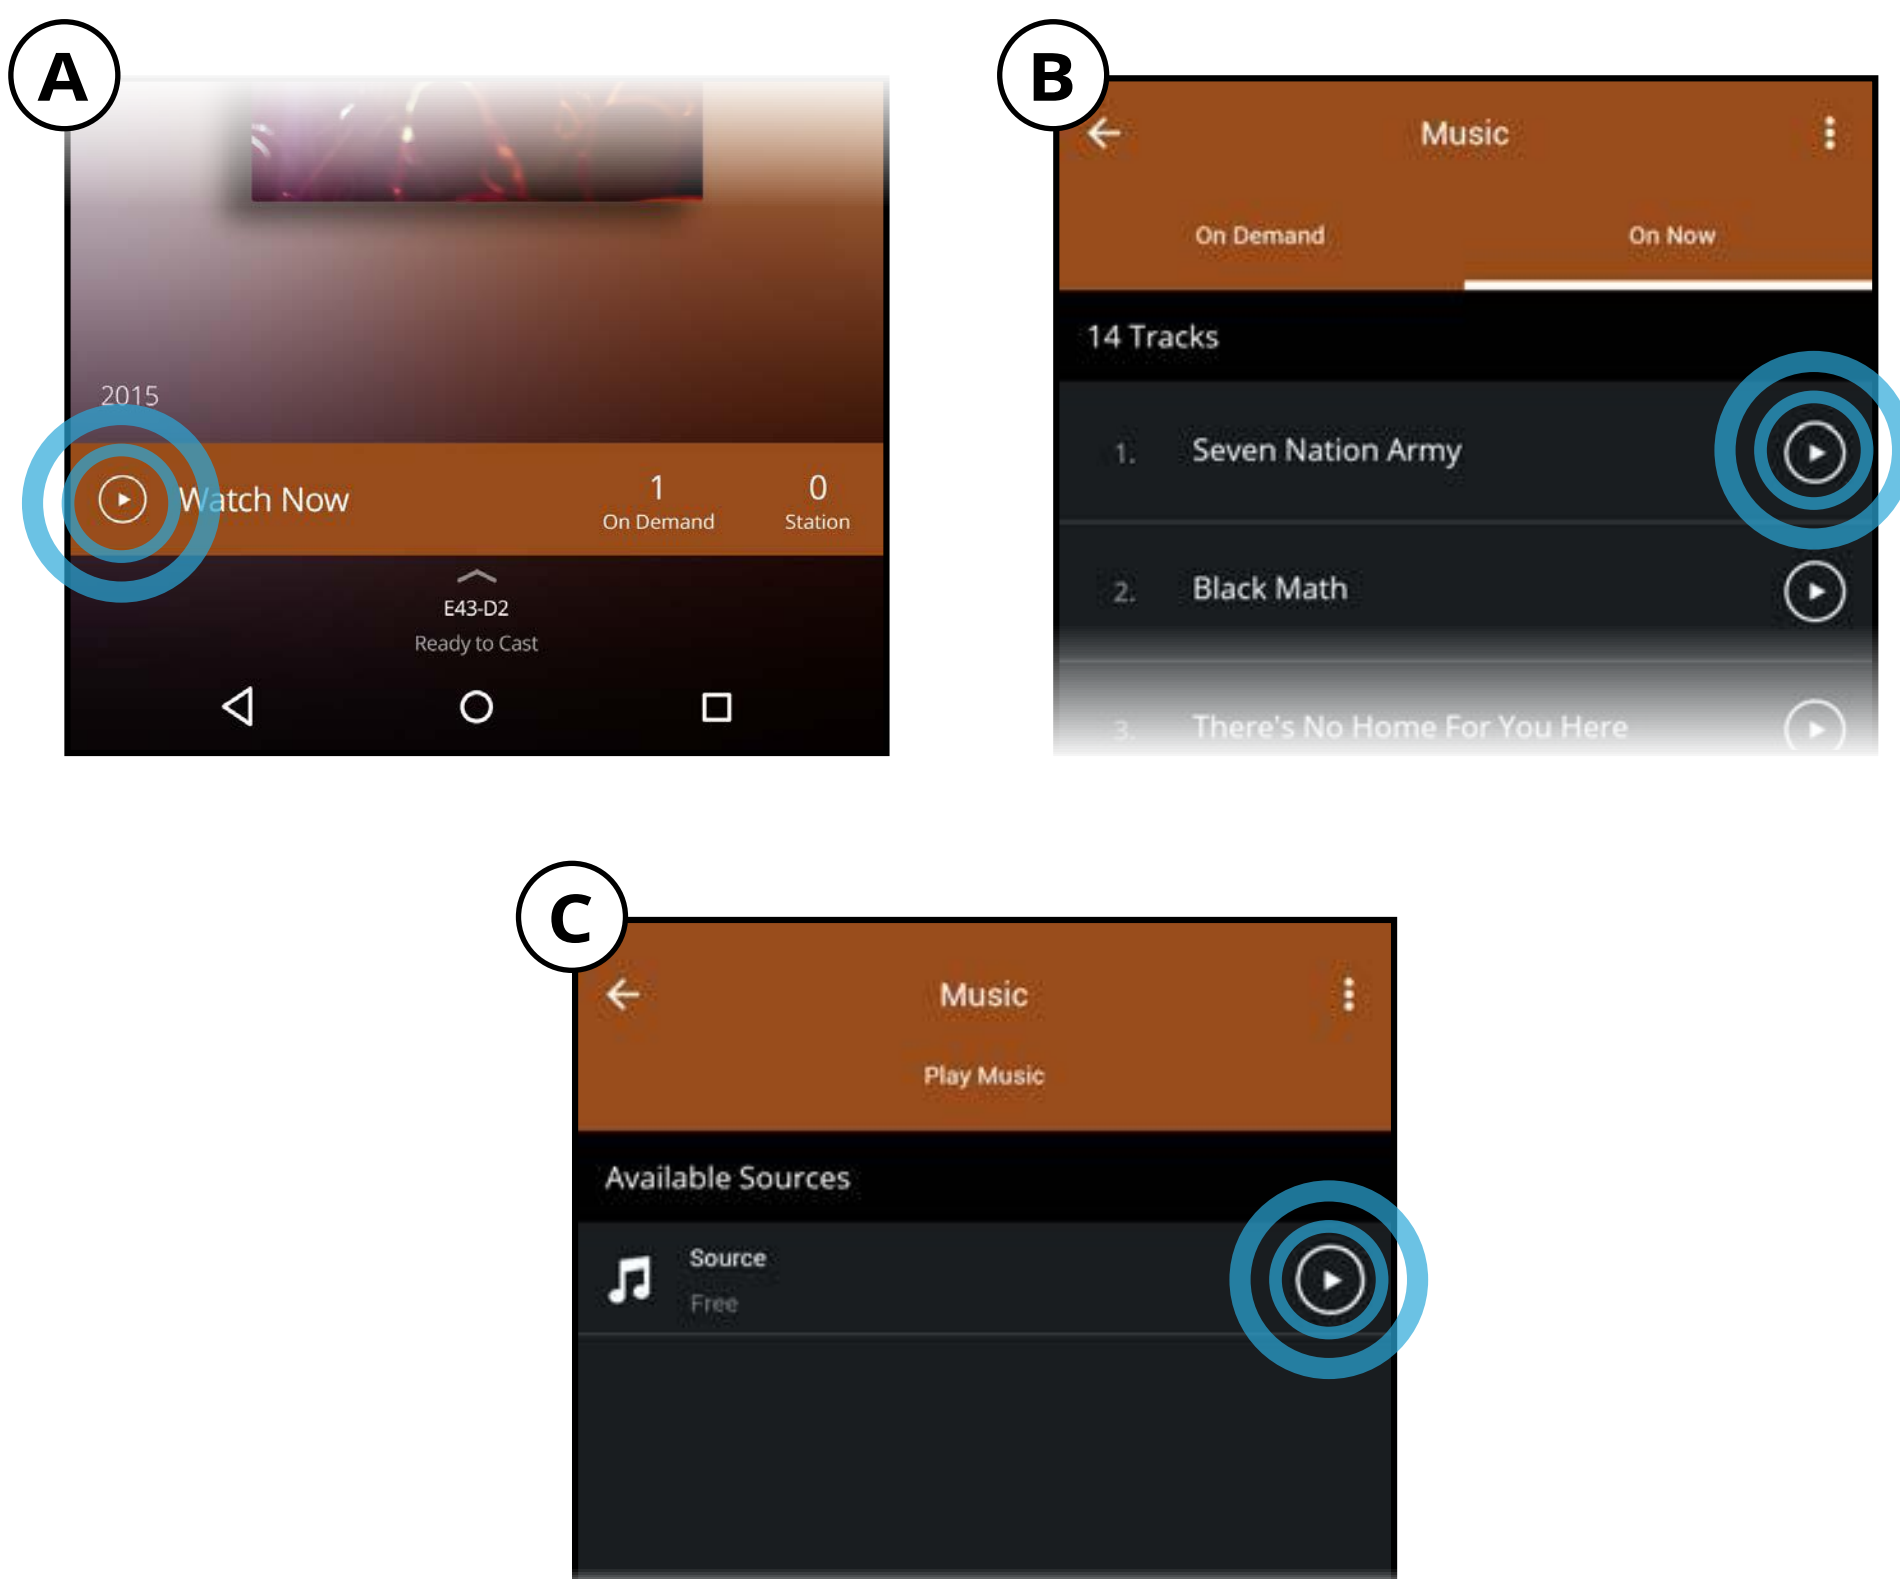 A
2015
Watch Now
1
On Demand
0
Station
E43-D2
Ready to Cast
B
Music
On Demand
On Now
14 Tracks
1. Seven Nation Army
2. Black Math
3. There's No Home For You Here
C
Music
Play Music
Available Sources
Source
Free